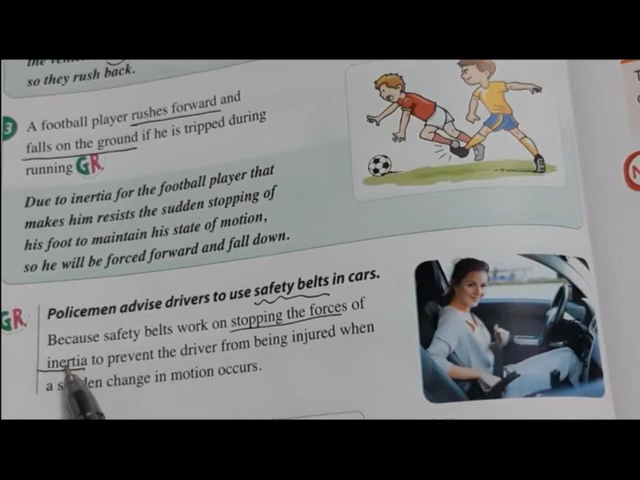 so they rush back.
3
A football player rushes forward and
falls on the ground if he is tripped during
running GR.
Due to inertia for the football player that
makes him resists the sudden stopping of
his foot to maintain his state of motion,
so he will be forced forward and fall down.
GR. Policemen advise drivers to use safety belts in cars.
Because safety belts work on stopping the forces of
inertia to prevent the driver from being injured when
a change in motion occurs.